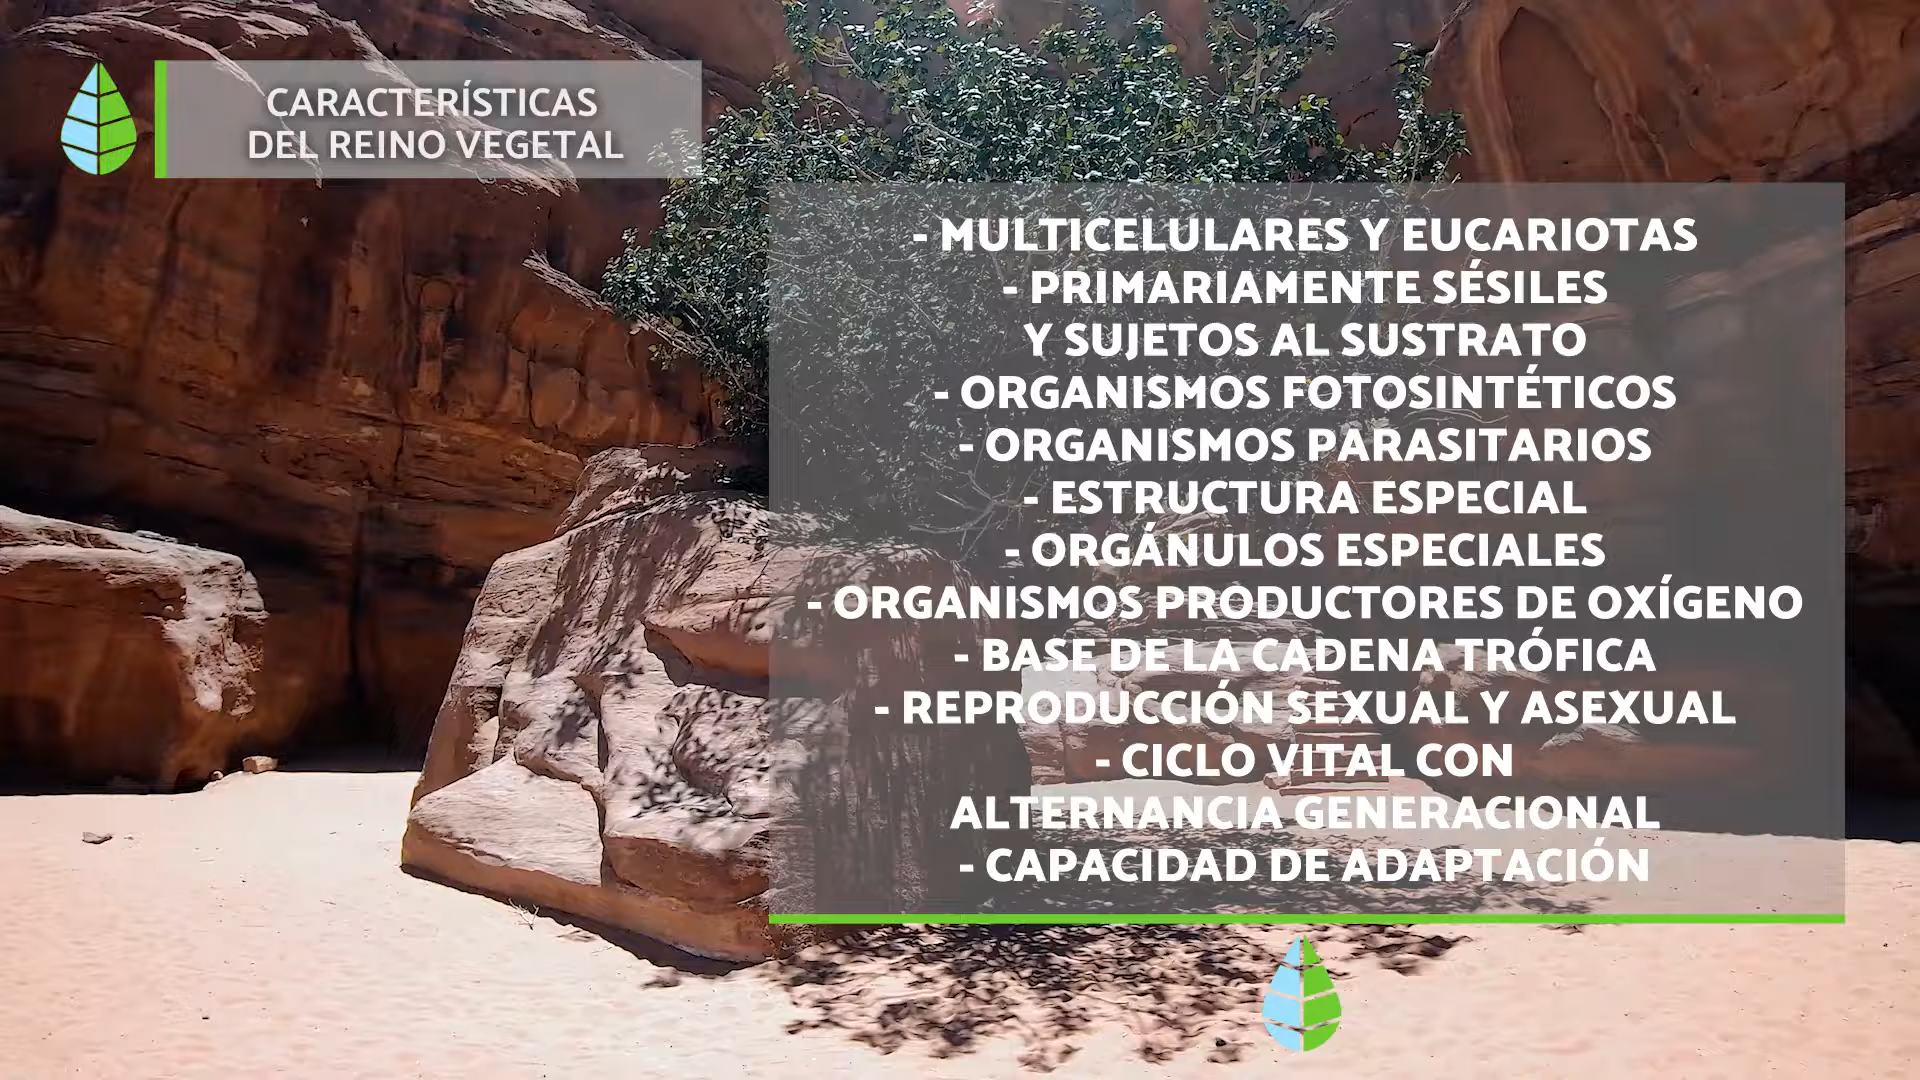 CARACTERÍSTICAS
DEL REINO VEGETAL
- MULTICELULARES Y EUCARIOTAS
- PRIMARIAMENTE SÉSILES
Y SUJETOS AL SUSTRATO
- ORGANISMOS FOTOSINTÉTICOS
- ORGANISMOS PARASITARIOS
- ESTRUCTURA ESPECIAL
- ORGÁNULOS ESPECIALES
- ORGANISMOS PRODUCTORES DE OXÍGENO
- BASE DE LA CADENA TRÓFICA
- REPRODUCCIÓN SEXUAL Y ASEXUAL
- CICLO VITAL CON
ALTERNANCIA GENERACIONAL
- CAPACIDAD DE ADAPTACIÓN